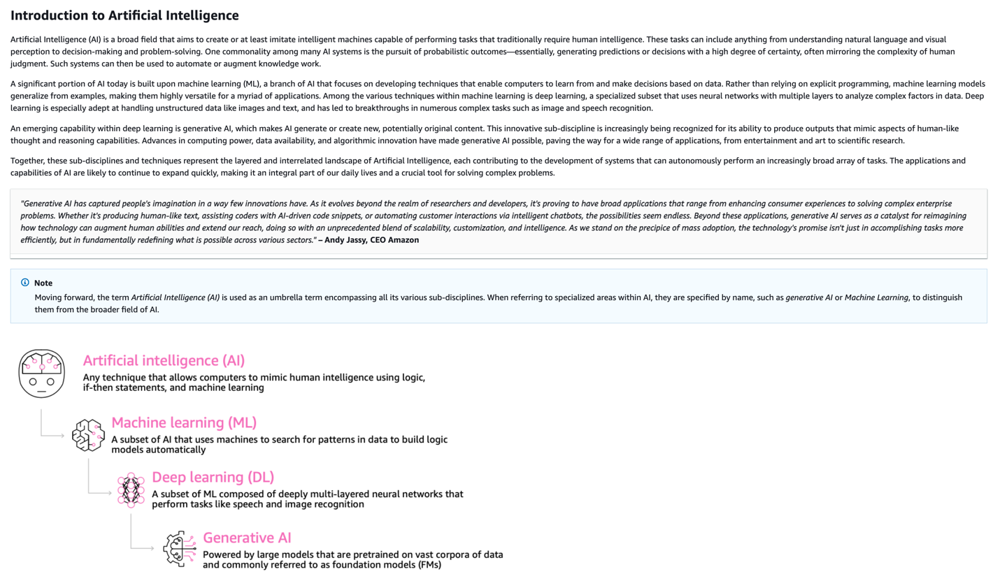 Introduction to Artificial Intelligence
Artificial Intelligence (AI) is a broad field that aims to create or at least imitate intelligent machines capable of performing tasks that traditionally require human intelligence. These tasks can include anything from understanding natural language and visual
perception to decision-making and problem-solving. One commonality among many AI systems is the pursuit of probabilistic outcomes—essentially, generating predictions or decisions with a high degree of certainty, often mirroring the complexity of human
judgment. Such systems can then be used to automate or augment knowledge work.
A significant portion of AI today is built upon machine learning (ML), a branch of AI that focuses on developing techniques that enable computers to learn from and make decisions based on data. Rather than relying on explicit programming, machine learning models
generalize from examples, making them highly versatile for a myriad of applications. Among the various techniques within machine learning is deep learning, a specialized subset that uses neural networks with multiple layers to analyze complex factors in data. Deep
learning is especially adept at handling unstructured data like images and text, and has led to breakthroughs in numerous complex tasks such as image and speech recognition.
An emerging capability within deep learning is generative AI, which makes AI generate or create new, potentially original content. This innovative sub-discipline is increasingly being recognized for its ability to produce outputs that mimic aspects of human-like
thought and reasoning capabilities. Advances in computing power, data availability, and algorithmic innovation have made generative AI possible, paving the way for a wide range of applications, from entertainment and art to scientific research.
Together, these sub-disciplines and techniques represent the layered and interrelated landscape of Artificial Intelligence, each contributing to the development of systems that can autonomously perform an increasingly broad array of tasks. The applications and
capabilities of AI are likely to continue to expand quickly, making it an integral part of our daily lives and a crucial tool for solving complex problems.
"Generative AI has captured people's imagination in a way few innovations have. As it evolves beyond the realm of researchers and developers, it's proving to have broad applications that range from enhancing consumer experiences to solving complex enterprise
problems. Whether it's producing human-like text, assisting coders with AI-driven code snippets, or automating customer interactions via intelligent chatbots, the possibilities seem endless. Beyond these applications, generative AI serves as a catalyst for reimagining
how technology can augment human abilities and extend our reach, doing so with an unprecedented blend of scalability, customization, and intelligence. As we stand on the precipice of mass adoption, the technology's promise isn't just in accomplishing tasks more
efficiently, but in fundamentally redefining what is possible across various sectors." – Andy Jassy, CEO Amazon
Note
Moving forward, the term Artificial Intelligence (AI) is used as an umbrella term encompassing all its various sub-disciplines. When referring to specialized areas within AI, they are specified by name, such as generative AI or Machine Learning, to distinguish
them from the broader field of AI.
Artificial intelligence (AI)
Any technique that allows computers to mimic human intelligence using logic,
if-then statements, and machine learning
Machine learning (ML)
A subset of AI that uses machines to search for patterns in data to build logic
models automatically
Deep learning (DL)
A subset of ML composed of deeply multi-layered neural networks that
perform tasks like speech and image recognition
Generative AI
Powered by large models that are pretrained on vast corpora of data
and commonly referred to as foundation models (FMs)